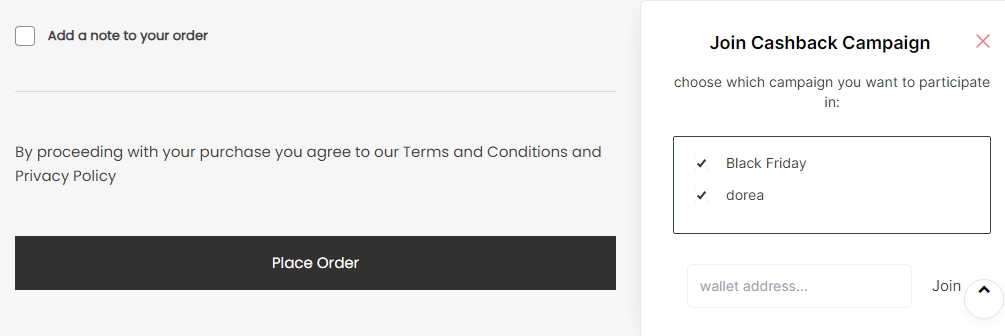 Add a note to your order
By proceeding with your purchase you agree to our Terms and Conditions and
Privacy Policy
Place Order
Join Cashback Campaign
choose which campaign you want to participate
in:
Black Friday
dorea
wallet address...
Join